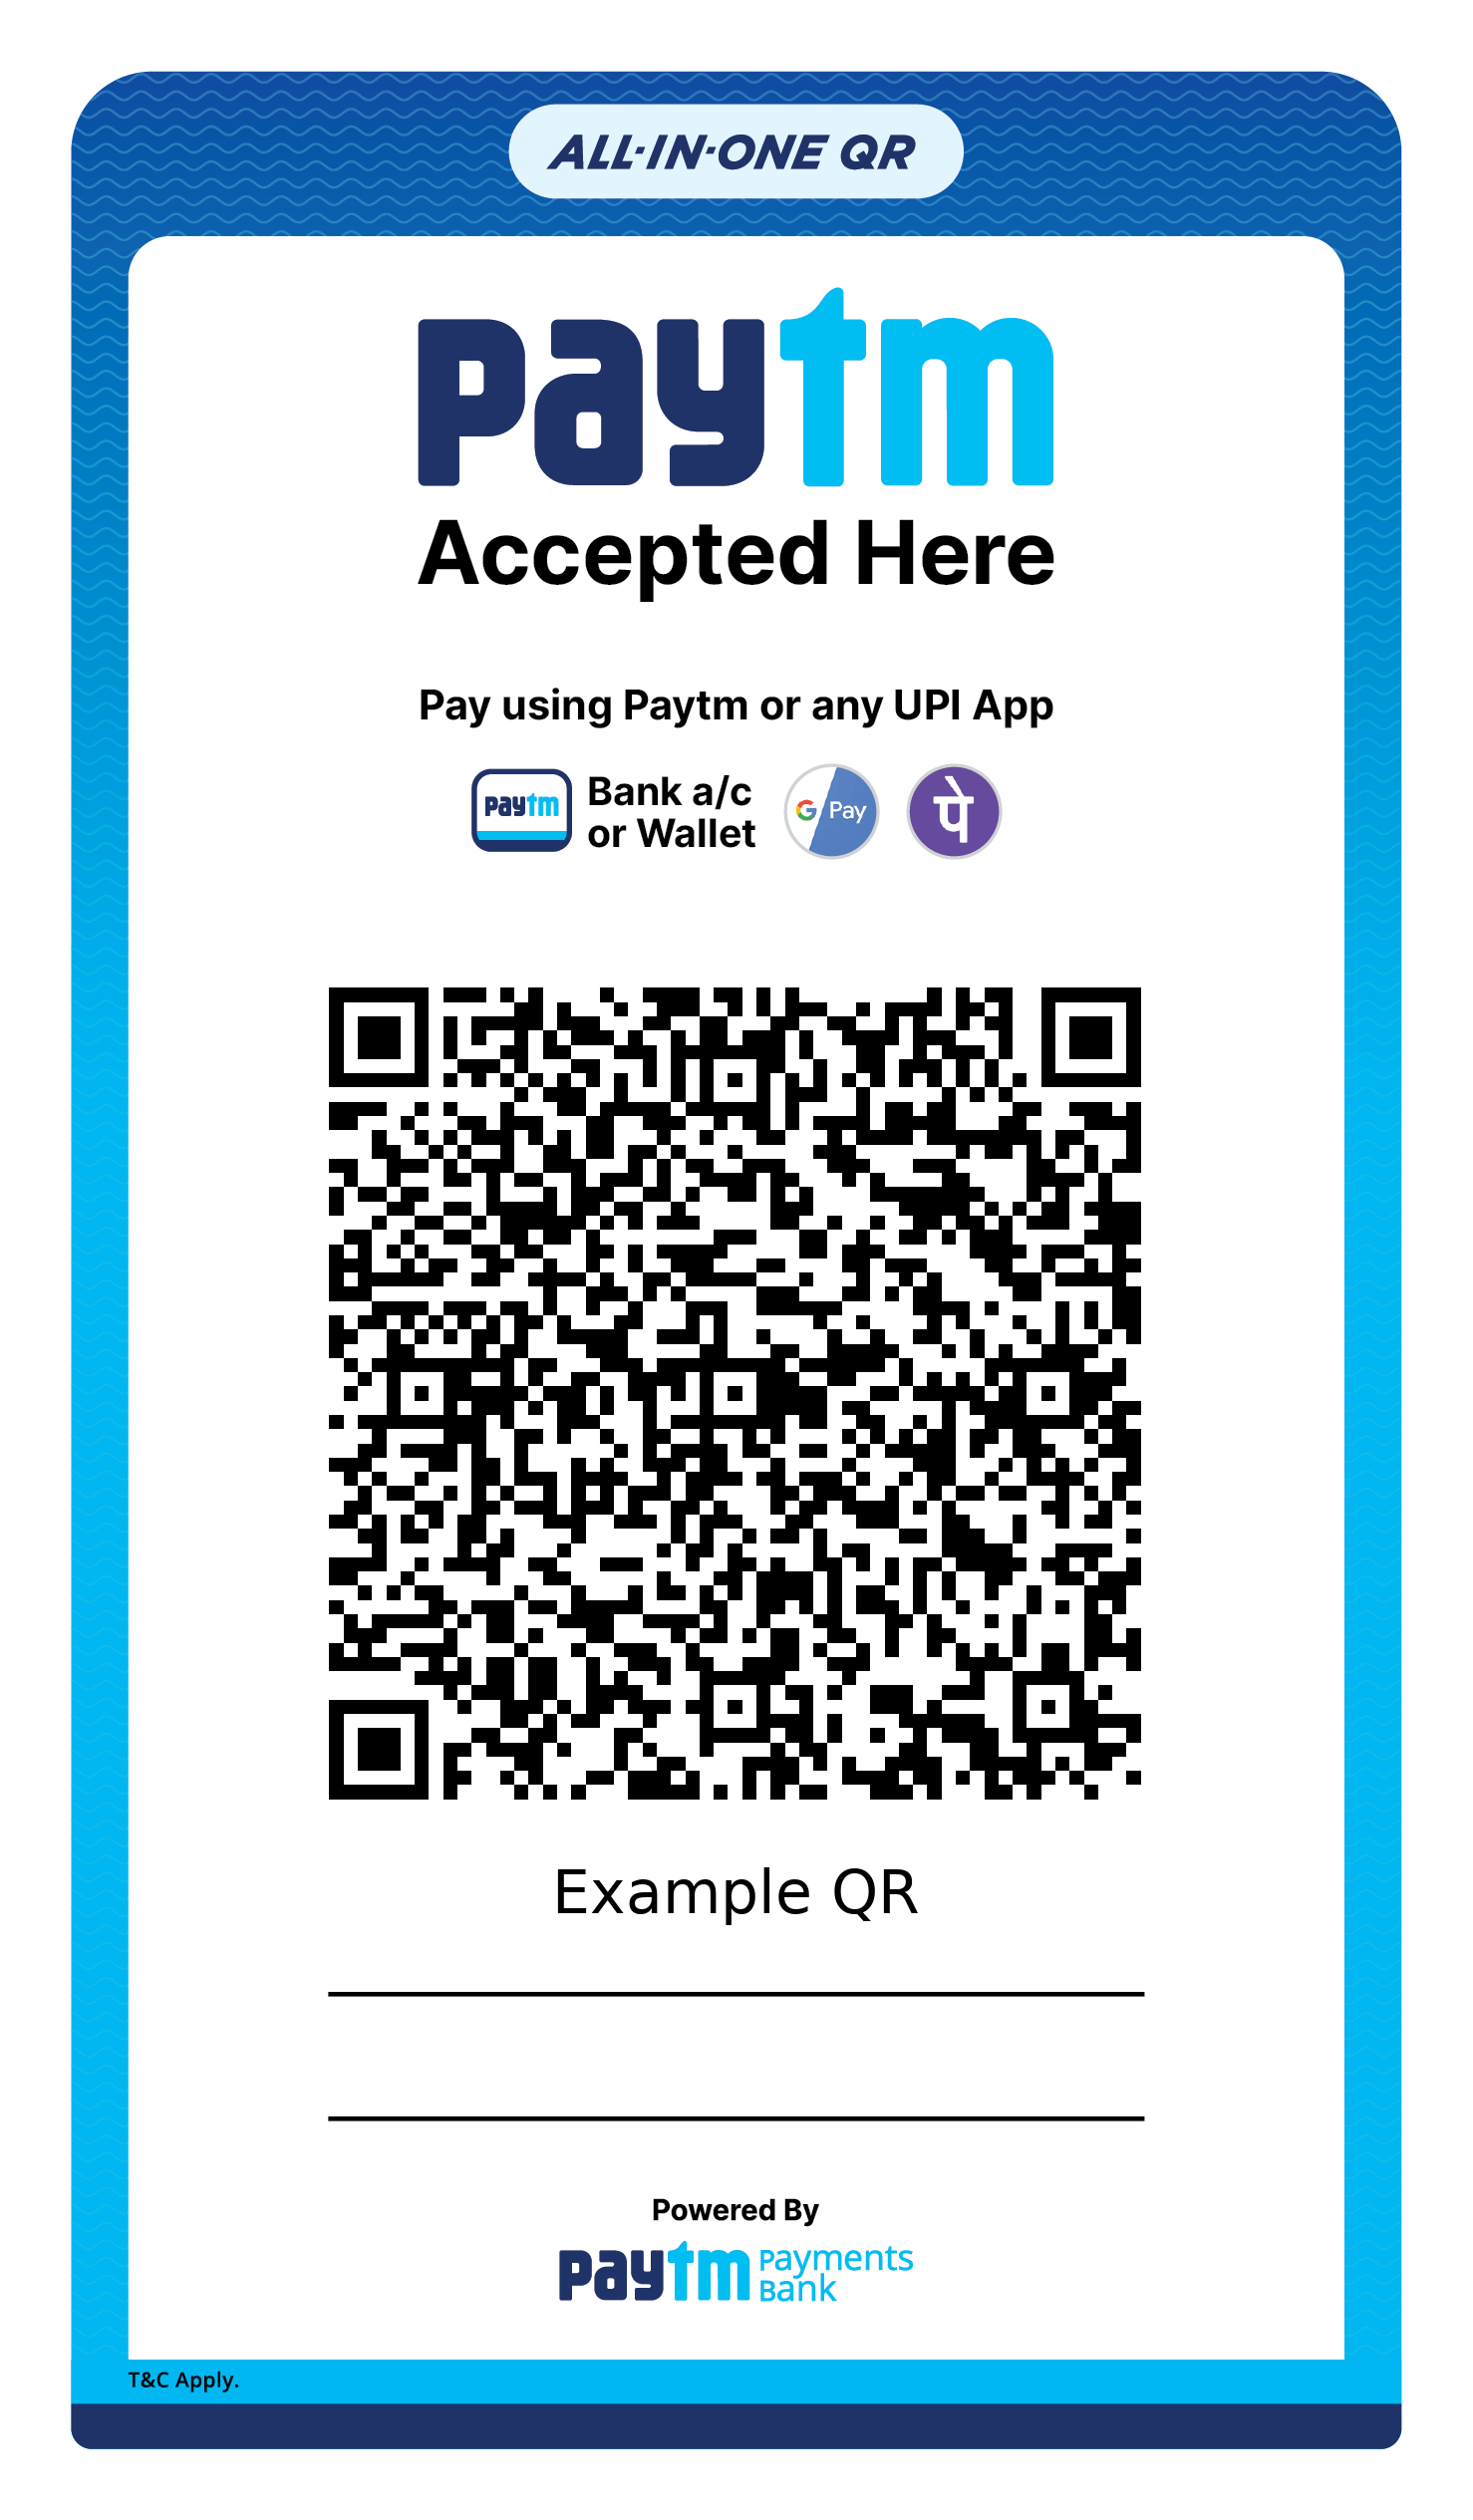 ALL-IN-ONE QR
paytm
Accepted Here
Pay using Paytm or any UPI App
paytm
Bank a/c
or Wallet
G Pay
पे
Example QR
Powered By
paytm Payments
Bank
T&C Apply.